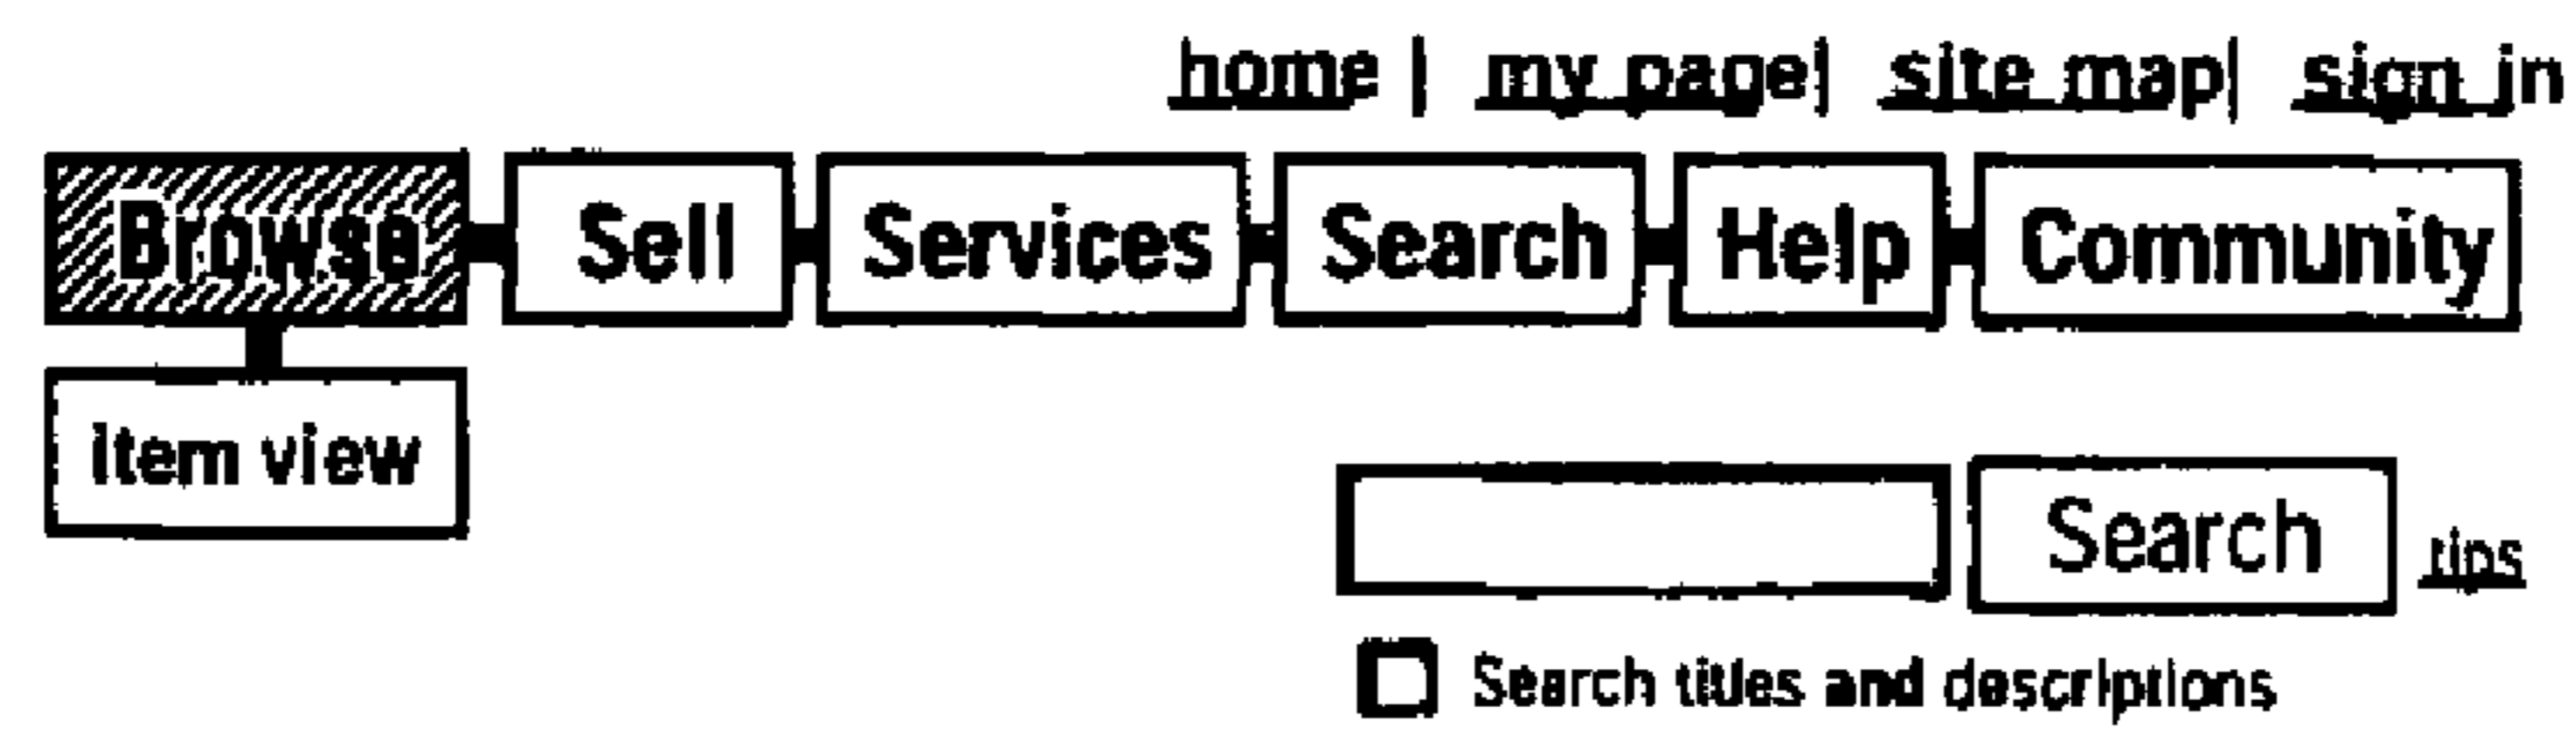 home | my page| site map| sign in
Browse Sell Services Search Help Community
item view
Search tips
Search titles and descriptions